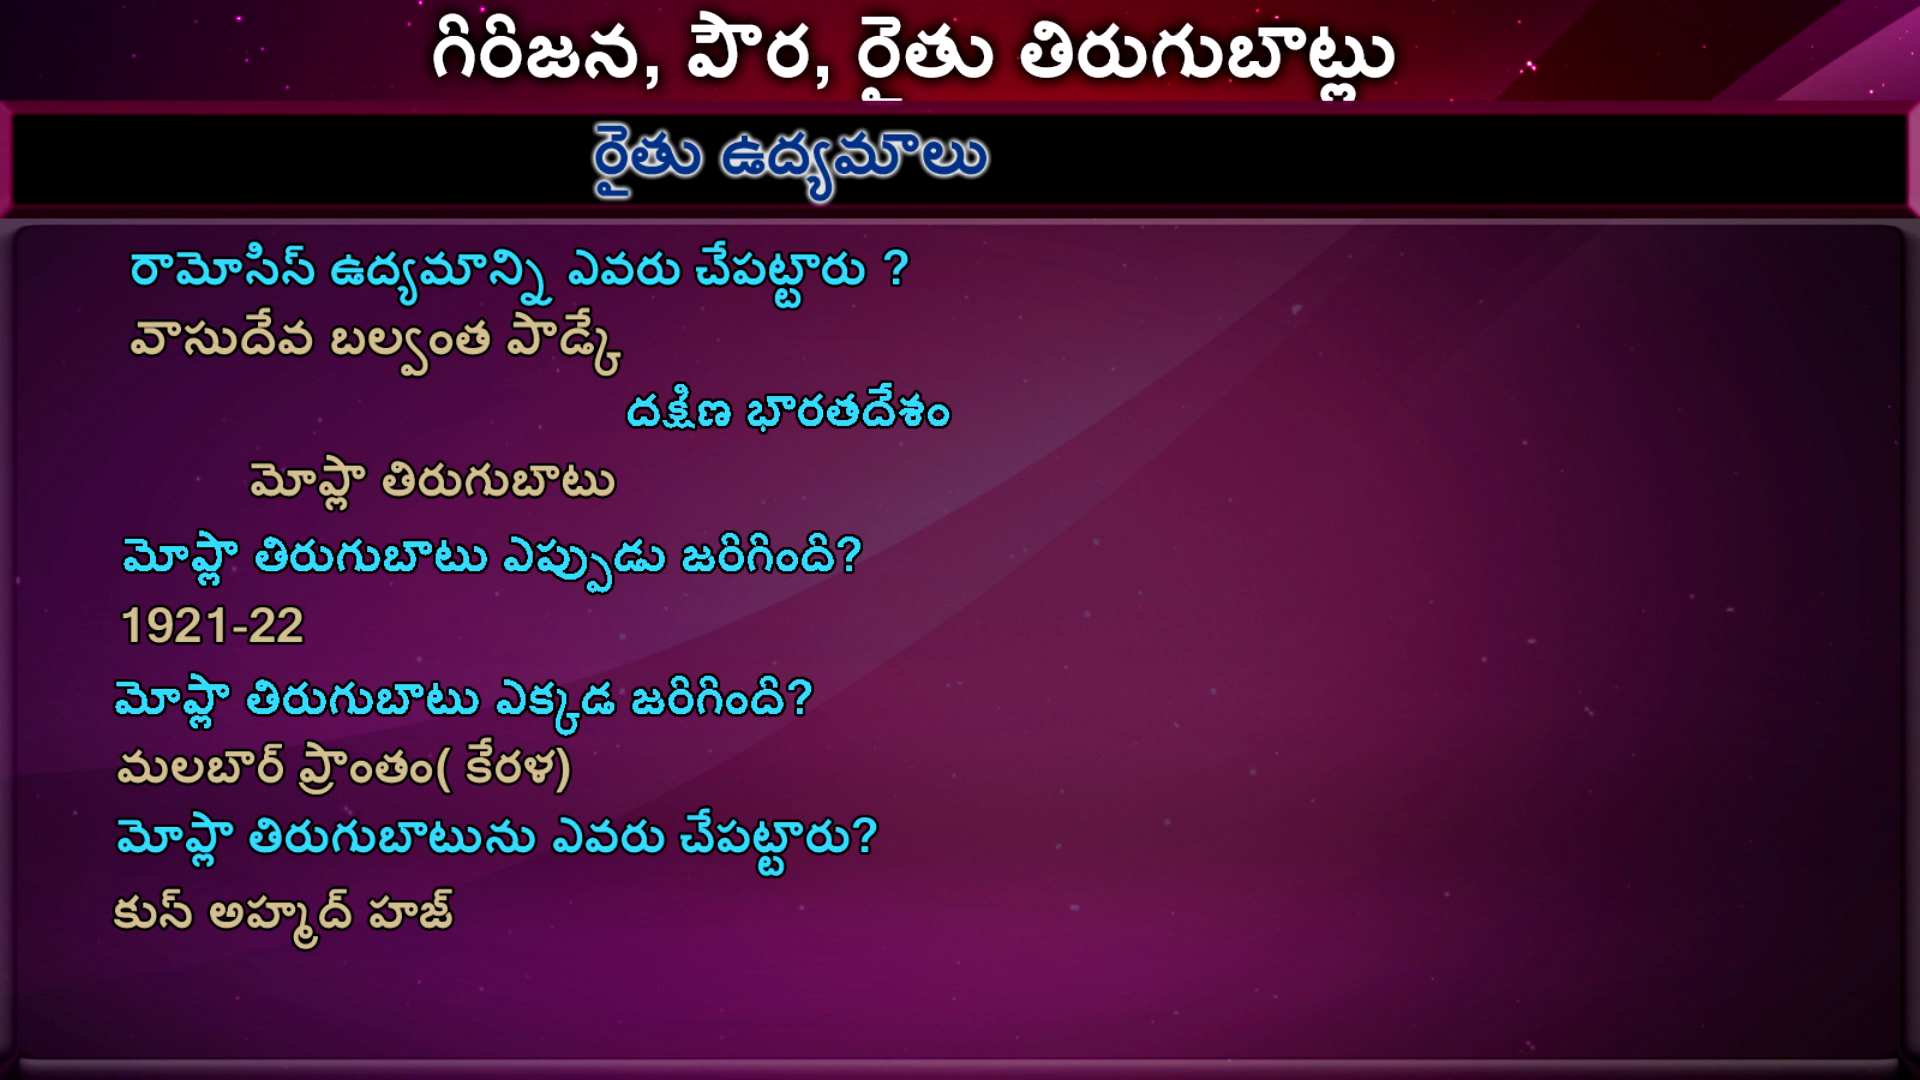 గిరిజన, పౌర, రైతు తిరుగుబాట్లు
రైతు ఉద్యమాలు
రామోసిస్ ఉద్యమాన్ని ఎవరు చేపట్టారు ?
వాసుదేవ బల్వంత పాడ్కే
దక్షిణ భారతదేశం
మోప్లా తిరుగుబాటు
మోప్లా తిరుగుబాటు ఎప్పుడు జరిగింది?
1921-22
మోప్లా తిరుగుబాటు ఎక్కడ జరిగింది?
మలబార్ ప్రాంతం( కేరళ)
మోప్లా తిరుగుబాటును ఎవరు చేపట్టారు?
కున్ అహ్మద్ హజ్